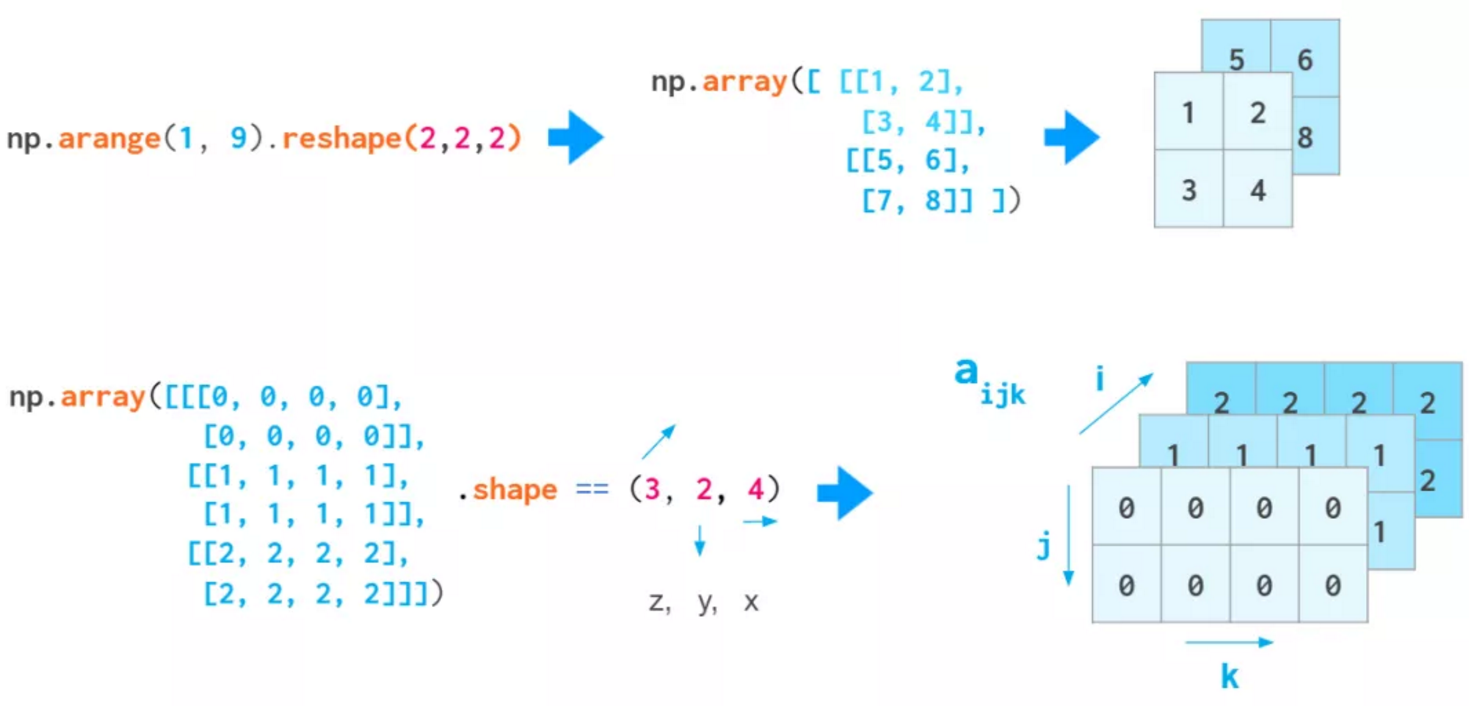 np.arange(1, 9).reshape(2,2,2)
np.array([ [[1, 2],
[3, 4]],
[[5, 6],
[7, 8]] ])
5 6
1 2
8
3 4
np.array([[[0, 0, 0, 0],
[0, 0, 0, 0]],
[[1, 1, 1, 1],
[1, 1, 1, 1]],
[[2, 2, 2, 2],
[2, 2, 2, 2]]])
.shape == (3, 2, 4)
z, y, x
a ijk
i
j
k
2 2 2 2
1 1 1 1
2
0 0 0 0
1
0 0 0 0